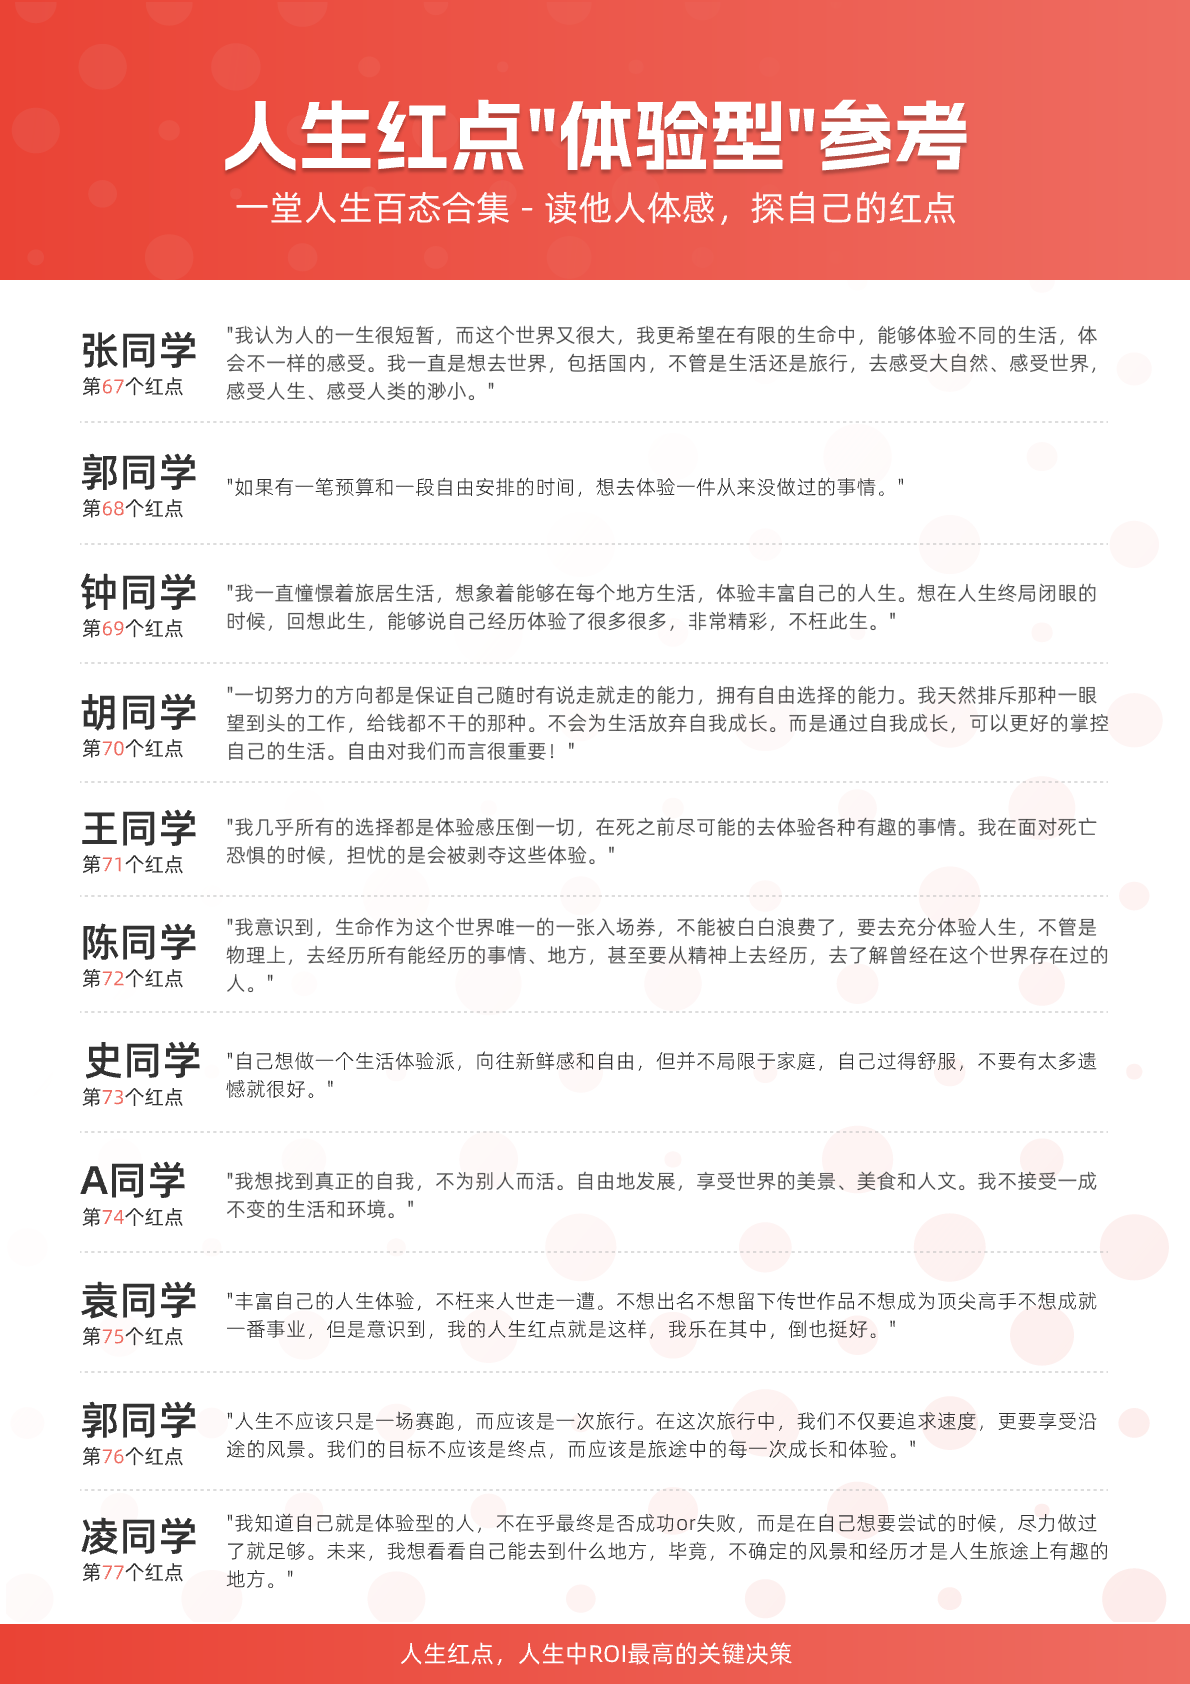 人生红点"体验型"参考
一堂人生百态合集 - 读他人体感，探自己的红点
张同学
第67个红点
"我认为人的一生很短暂，而这个世界又很大，我更希望在有限的生命中，能够体验不同的生活，体
会不一样的感受。我一直是想去世界，包括国内，不管是生活还是旅行，去感受大自然、感受世界，
感受人生、感受人类的渺小。"
郭同学
第68个红点
"如果有一笔预算和一段自由安排的时间，想去体验一件从来没做过的事情。"
钟同学
第69个红点
"我一直憧憬着旅居生活，想象着能够在每个地方生活，体验丰富自己的人生。想在人生终局闭眼的
时候，回想此生，能够说自己经历体验了很多很多，非常精彩，不枉此生。"
胡同学
第70个红点
"一切努力的方向都是保证自己随时有说走就走的能力，拥有自由选择的能力。我天然排斥那种一眼
望到头的工作，给钱都不干的那种。不会为生活放弃自我成长。而是通过自我成长，可以更好的掌控
自己的生活。自由对我们而言很重要！"
王同学
第71个红点
"我几乎所有的选择都是体验感压倒一切，在死之前尽可能的去体验各种有趣的事情。我在面对死亡
恐惧的时候，担忧的是会被剥夺这些体验。"
陈同学
第72个红点
"我意识到，生命作为这个世界唯一的一张入场券，不能被白白浪费了，要去充分体验人生，不管是
物理上，去经历所有能经历的事情、地方，甚至要从精神上去经历，去了解曾经在这个世界存在过的
人。"
史同学
第73个红点
"自己想做一个生活体验派，向往新鲜感和自由，但并不局限于家庭，自己过得舒服，不要有太多遗
憾就很好。"
A同学
第74个红点
"我想找到真正的自我，不为别人而活。自由地发展，享受世界的美景、美食和人文。我不接受一成
不变的生活和环境。"
袁同学
第75个红点
"丰富自己的人生体验，不枉来人世走一遭。不想出名不想留下传世作品不想成为顶尖高手不想成就
一番事业，但是意识到，我的人生红点就是这样，我乐在其中，倒也挺好。"
郭同学
第76个红点
"人生不应该只是一场赛跑，而应该是一次旅行。在这次旅行中，我们不仅要追求速度，更要享受沿
途的风景。我们的目标不应该是终点，而应该是旅途中的每一次成长和体验。"
凌同学
第77个红点
"我知道自己就是体验型的人，不在乎最终是否成功or失败，而是在自己想要尝试的时候，尽力做过
了就足够。未来，我想看看自己能去到什么地方，毕竟，不确定的风景和经历才是人生旅途上有趣的
地方。"
人生红点，人生中ROI最高的关键决策